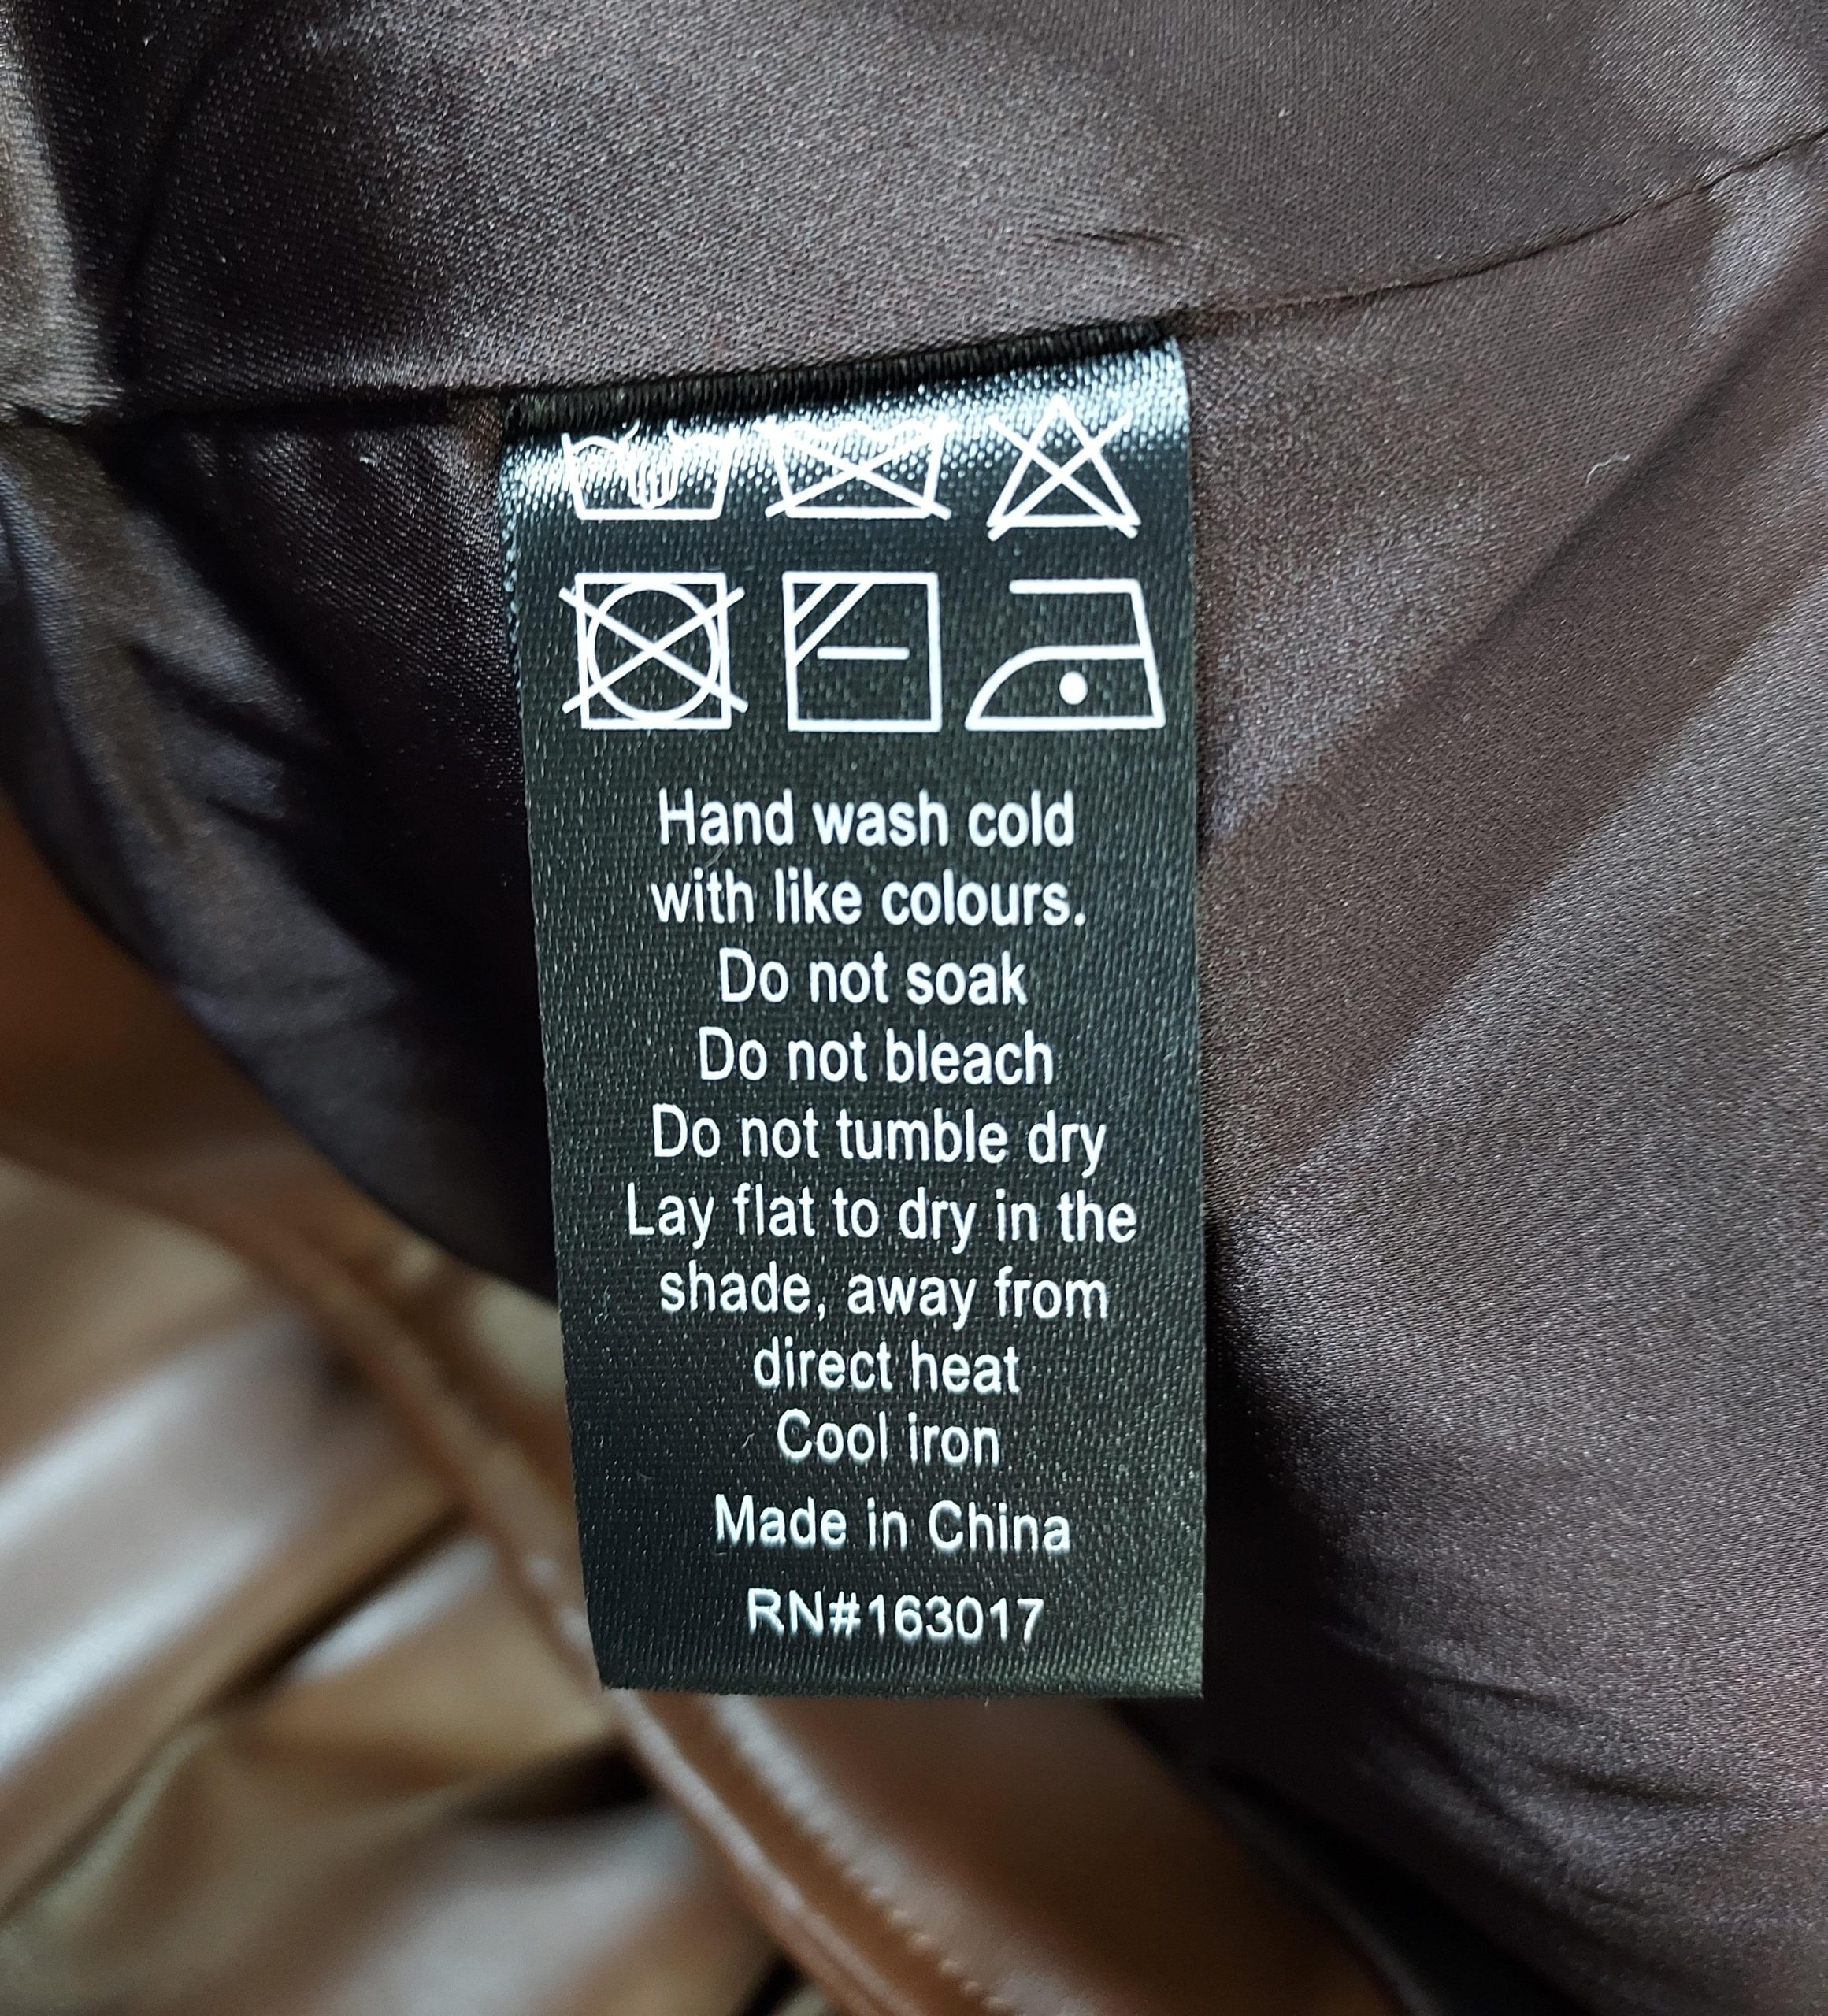 Hand wash cold
with like colours.
Do not soak
Do not bleach
Do not tumble dry
Lay flat to dry in the
shade, away from
direct heat
Cool iron
Made in China
RN#163017